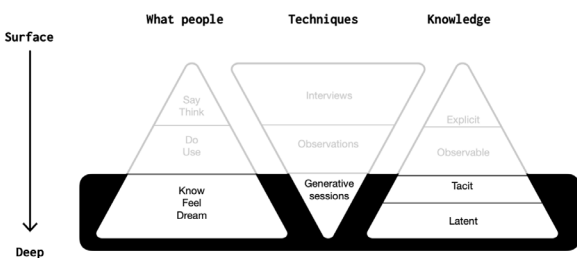 What people
Techniques
Knowledge
Surface
Say
Think
Interviews
Explicit
Do
Use
Observations
Observable
Know
Feel
Dream
Generative
sessions
Tacit
Latent
Deep